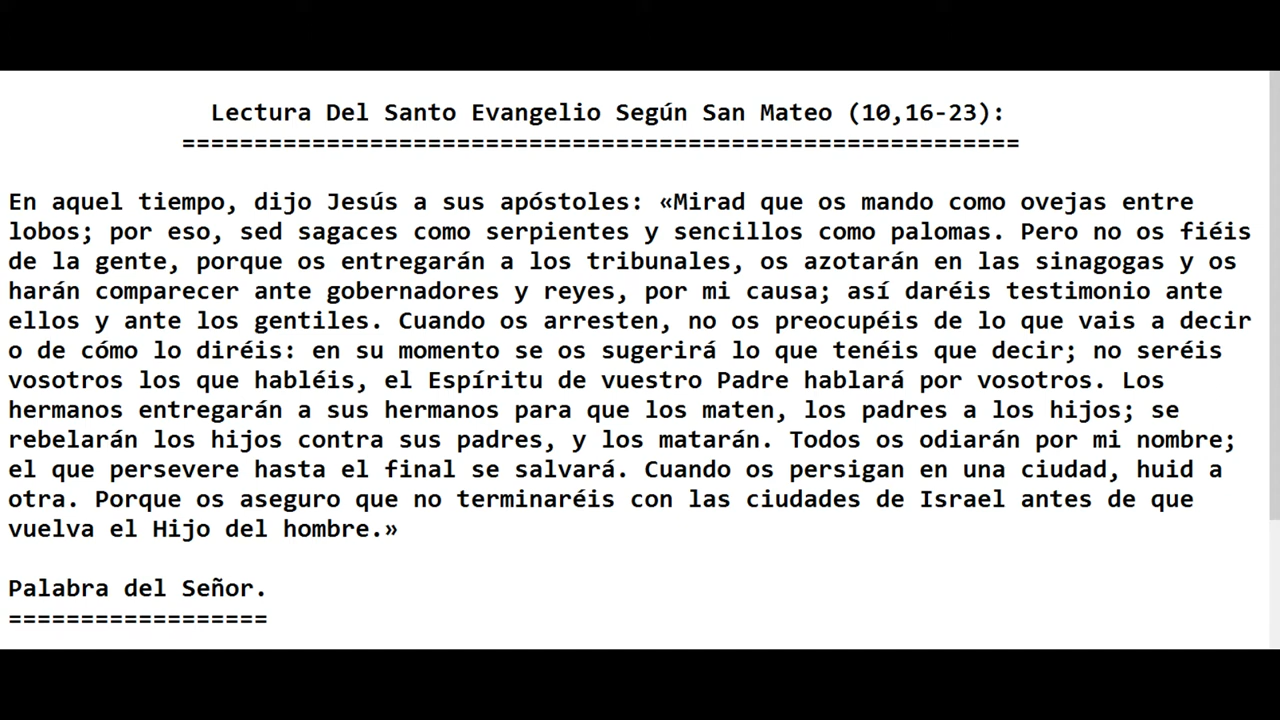 Lectura Del Santo Evangelio Según San Mateo (10,16-23):
==========================================================
En aquel tiempo, dijo Jesús a sus apóstoles: «Mirad que os mando como ovejas entre
lobos; por eso, sed sagaces como serpientes y sencillos como palomas. Pero no os fiéis
de la gente, porque os entregarán a los tribunales, os azotarán en las sinagogas y os
harán comparecer ante gobernadores y reyes, por mi causa; así daréis testimonio ante
ellos y ante los gentiles. Cuando os arresten, no os preocupéis de lo que vais a decir
o de cómo lo diréis: en su momento se os sugerirá lo que tenéis que decir; no seréis
vosotros los que habléis, el Espíritu de vuestro Padre hablará por vosotros. Los
hermanos entregarán a sus hermanos para que los maten, los padres a los hijos; se
rebelarán los hijos contra sus padres, y los matarán. Todos os odiarán por mi nombre;
el que persevere hasta el final se salvará. Cuando os persigan en una ciudad, huid a
otra. Porque os aseguro que no terminaréis con las ciudades de Israel antes de que
vuelva el Hijo del hombre.»
Palabra del Señor.
==================